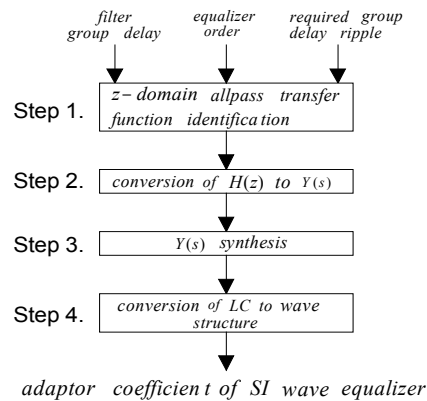 filter
group delay
equalizer
order
required group
delay ripple
Step 1.
z- domain allpass transfer
function identification
Step 2.
conversion of H(z) to Y(s)
Step 3.
Y(s) synthesis
Step 4.
conversion of LC to wave
structure
adaptor coefficien t of SI wave equalizer